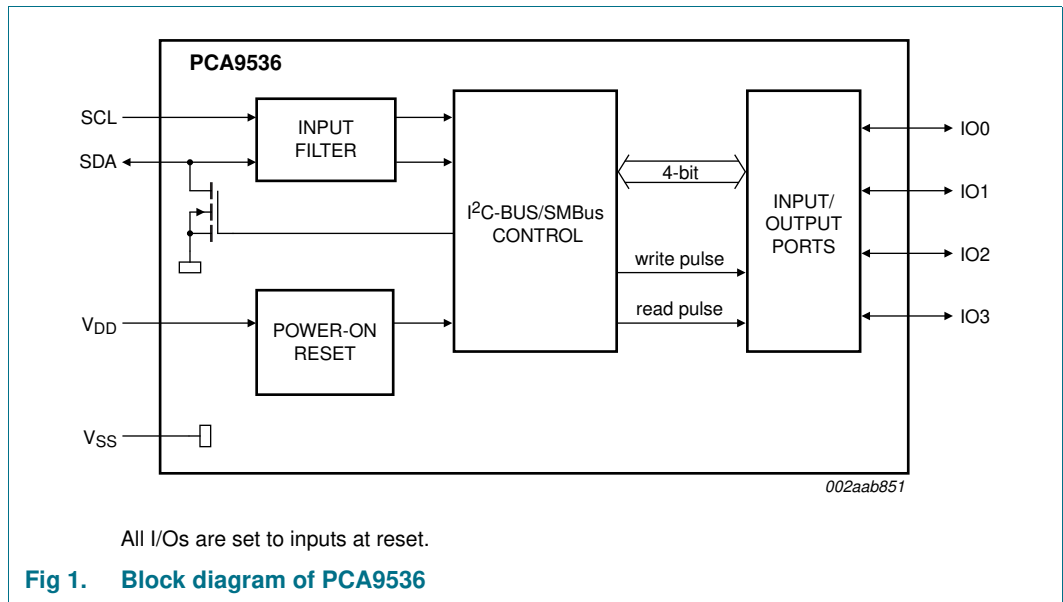 PCA9536
SCL
SDA
INPUT
FILTER
I²C-BUS/SMBus
CONTROL
4-bit
write pulse
read pulse
INPUT/
OUTPUT
PORTS
IO0
IO1
IO2
IO3
VDD
POWER-ON
RESET
VSS
002aab851
All I/Os are set to inputs at reset.
Fig 1. Block diagram of PCA9536